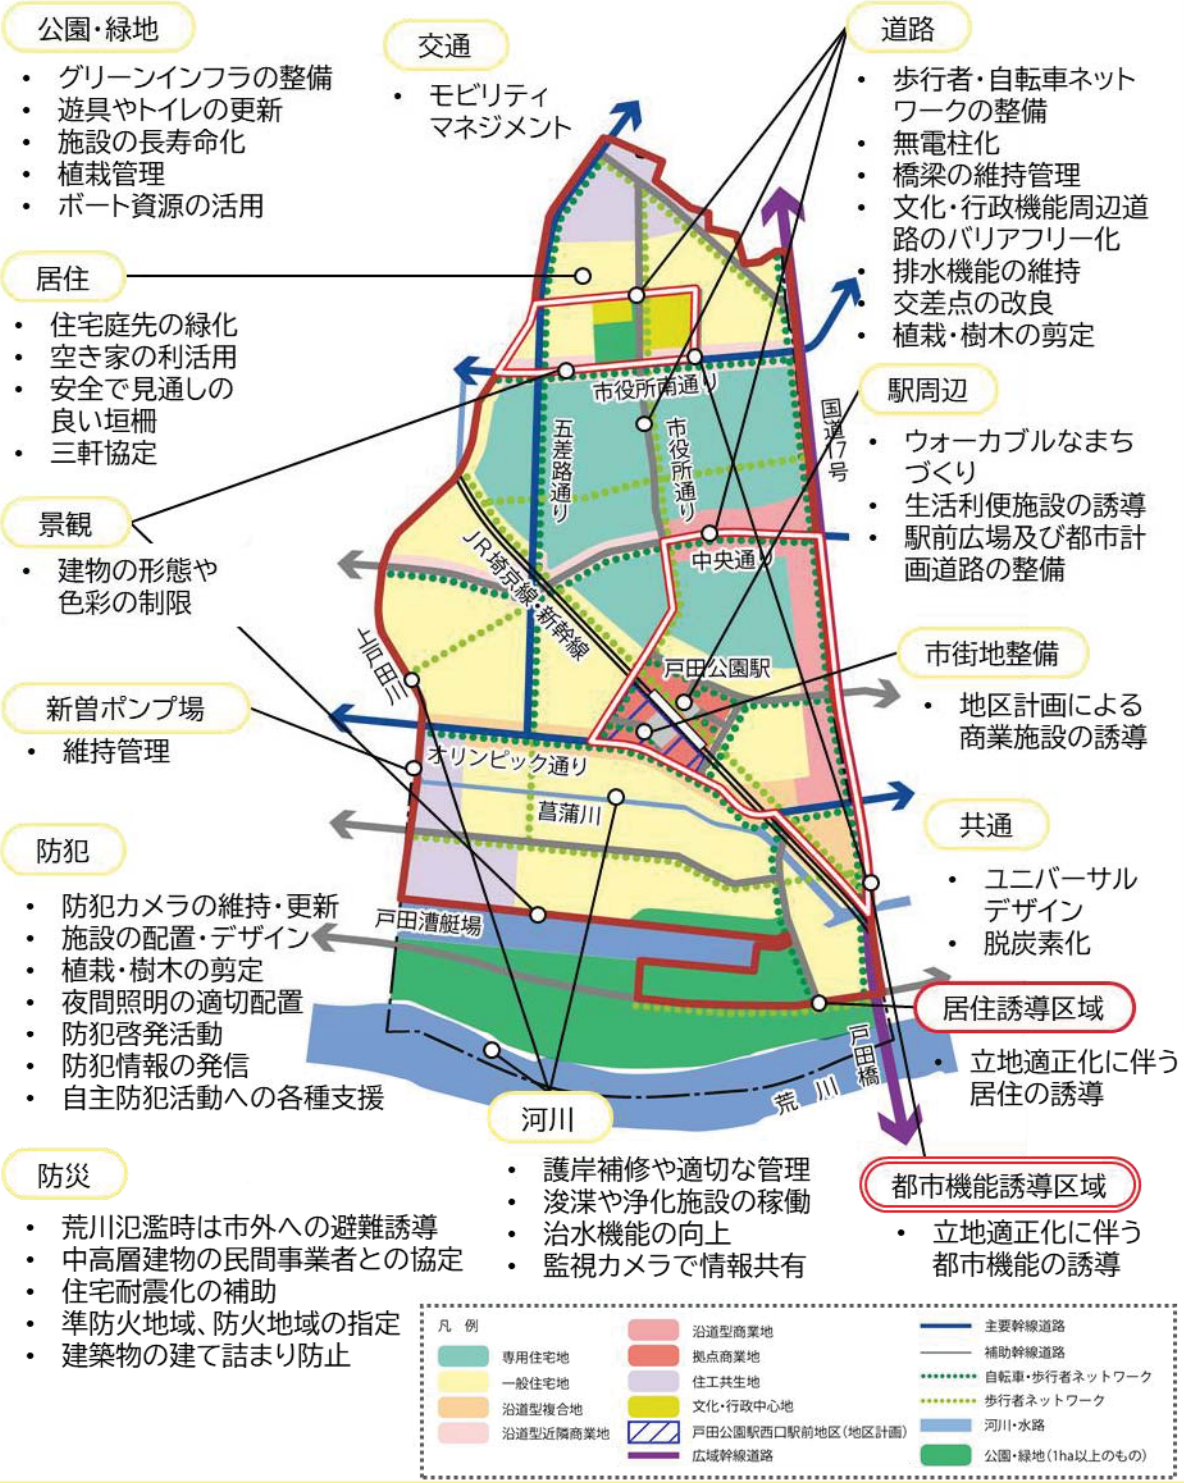 公園・緑地
• グリーンインフラの整備
• 遊具やトイレの更新
• 施設の長寿命化
• 植栽管理
• ボート資源の活用
交通
• モビリティ
マネジメント
道路
• 歩行者・自転車ネット
ワークの整備
• 無電柱化
• 橋梁の維持管理
• 文化・行政機能周辺道
路のバリアフリー化
• 排水機能の維持
• 交差点の改良
• 植栽・樹木の剪定
居住
• 住宅庭先の緑化
• 空き家の利活用
• 安全で見通しの
良い垣柵
• 三軒協定
駅周辺
• ウォーカブルなまち
づくり
• 生活利便施設の誘導
• 駅前広場及び都市計
画道路の整備
景観
• 建物の形態や
色彩の制限
市街地整備
• 地区計画による
商業施設の誘導
新曽ポンプ場
• 維持管理
共通
• ユニバーサル
デザイン
• 脱炭素化
防犯
• 防犯カメラの維持・更新
• 施設の配置・デザイン
• 植栽・樹木の剪定
• 夜間照明の適切配置
• 防犯啓発活動
• 防犯情報の発信
• 自主防犯活動への各種支援
居住誘導区域
• 立地適正化に伴う
居住の誘導
河川
• 護岸補修や適切な管理
• 浚渫や浄化施設の稼働
• 治水機能の向上
• 監視カメラで情報共有
都市機能誘導区域
• 立地適正化に伴う
都市機能の誘導
防災
• 荒川氾濫時は市外への避難誘導
• 中高層建物の民間事業者との協定
• 住宅耐震化の補助
• 準防火地域、防火地域の指定
• 建築物の建て詰まり防止
市役所南通り
五差路通り
市役所通り
国道17号
中央通り
JR埼京線・新幹線
戸田公園駅
上戸田川
オリンピック通り
菖蒲川
戸田漕艇場
戸田橋
荒川
凡 例
専用住宅地
一般住宅地
沿道型複合地
沿道型近隣商業地
沿道型商業地
拠点商業地
住工共生地
文化・行政中心地
戸田公園駅西口駅前地区（地区計画）
広域幹線道路
主要幹線道路
補助幹線道路
自転車・歩行者ネットワーク
歩行者ネットワーク
河川・水路
公園・緑地（1ha以上のもの）